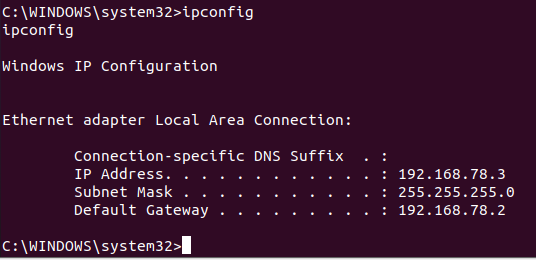 C:\WINDOWS\system32>ipconfig
ipconfig
Windows IP Configuration
Ethernet adapter Local Area Connection:
Connection-specific DNS Suffix  . :
IP Address. . . . . . . . . . . . : 192.168.78.3
Subnet Mask . . . . . . . . . . . : 255.255.255.0
Default Gateway . . . . . . . . . : 192.168.78.2
C:\WINDOWS\system32>